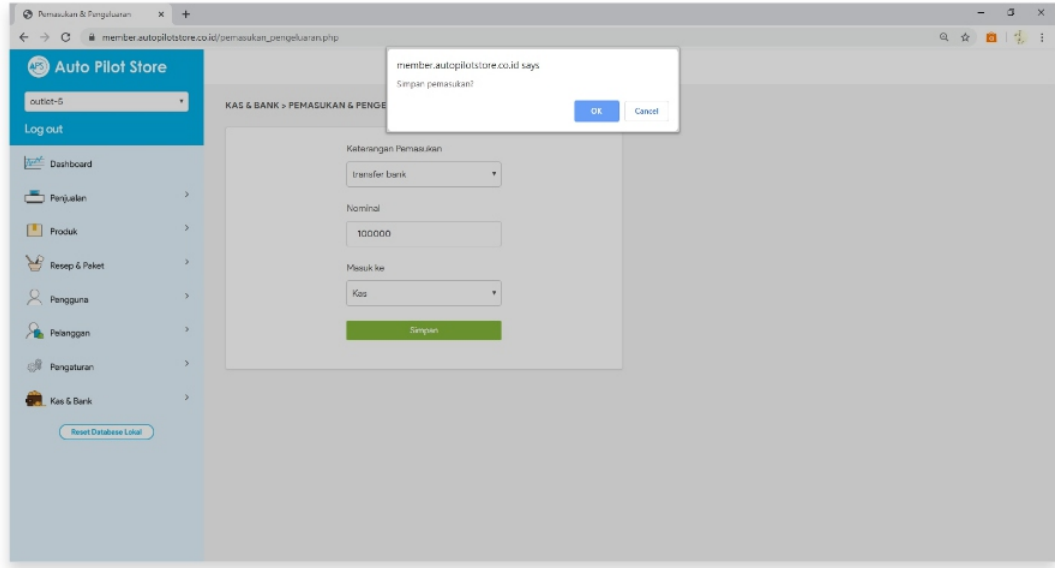 Pemasukan & Pengeluaran
member.autopilotstore.co.id/pemasukan_pengeluaran.php
APS Auto Pilot Store
outlet-5
Log out
Dashboard
Penjualan
Produk
Resep & Paket
Pengguna
Pelanggan
Pengaturan
Kas & Bank
Reset Database Lokal
member.autopilotstore.co.id says
Simpan pemasukan?
OK Cancel
KAS & BANK > PEMASUKAN & PENGE
Keterangan Pemasukan
transfer bank
Nominal
100000
Masuk ke
Kas
Simpan